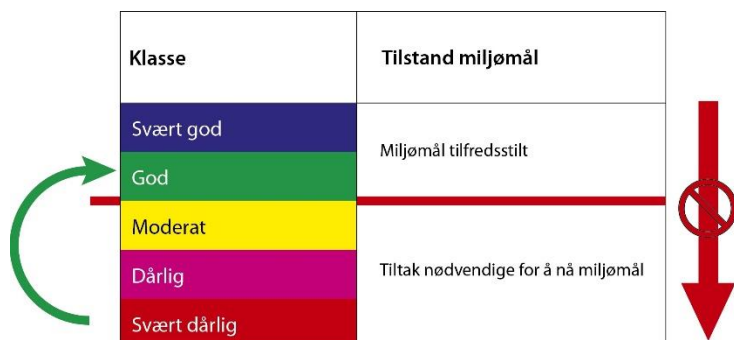 Klasse
Tilstand miljømål
Svært god
Miljømål tilfredsstilt
God
Moderat
Dårlig
Tiltak nødvendige for å nå miljømål
Svært dårlig